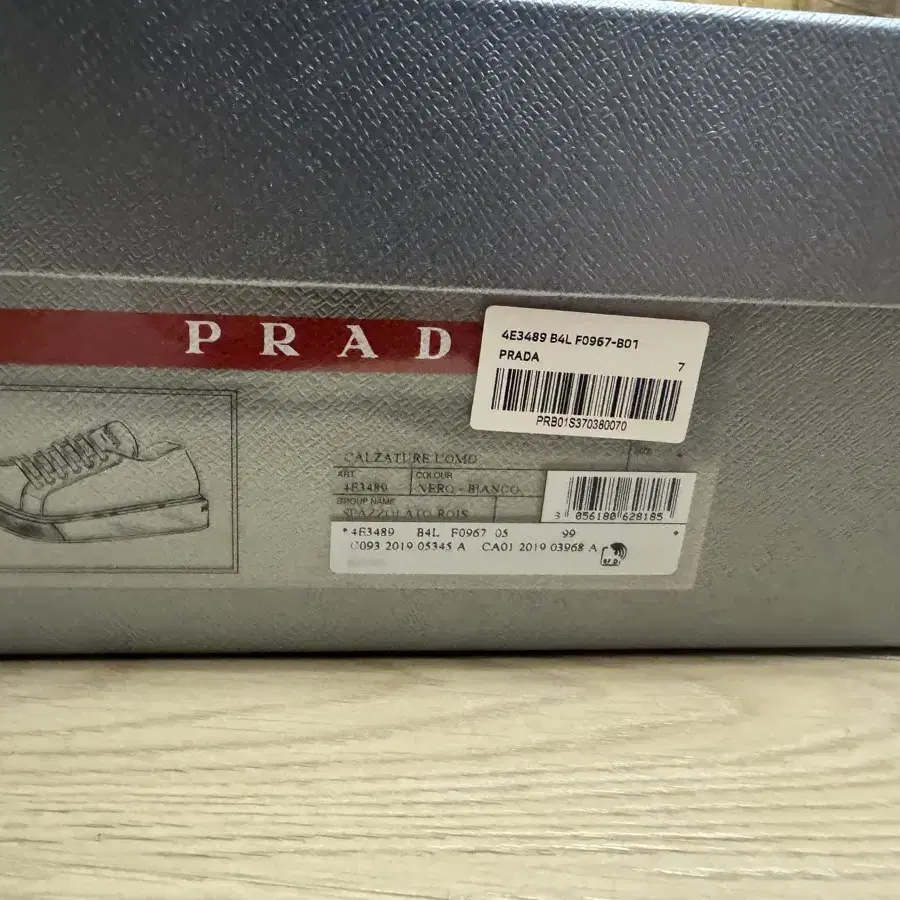 PRAD
4E3489 B4L F0967-B01
PRADA
7
PRB01S370380070
CALZATURE UOMO
ART
COLOUR
4E3489
NERO - BIANCO
GROUP NAME
SPAZZOLATO ROIS
3 056180 628185
*4E3489 B4L F0967 05 99 *
C093 2019 05345 A CA01 2019 03968 A